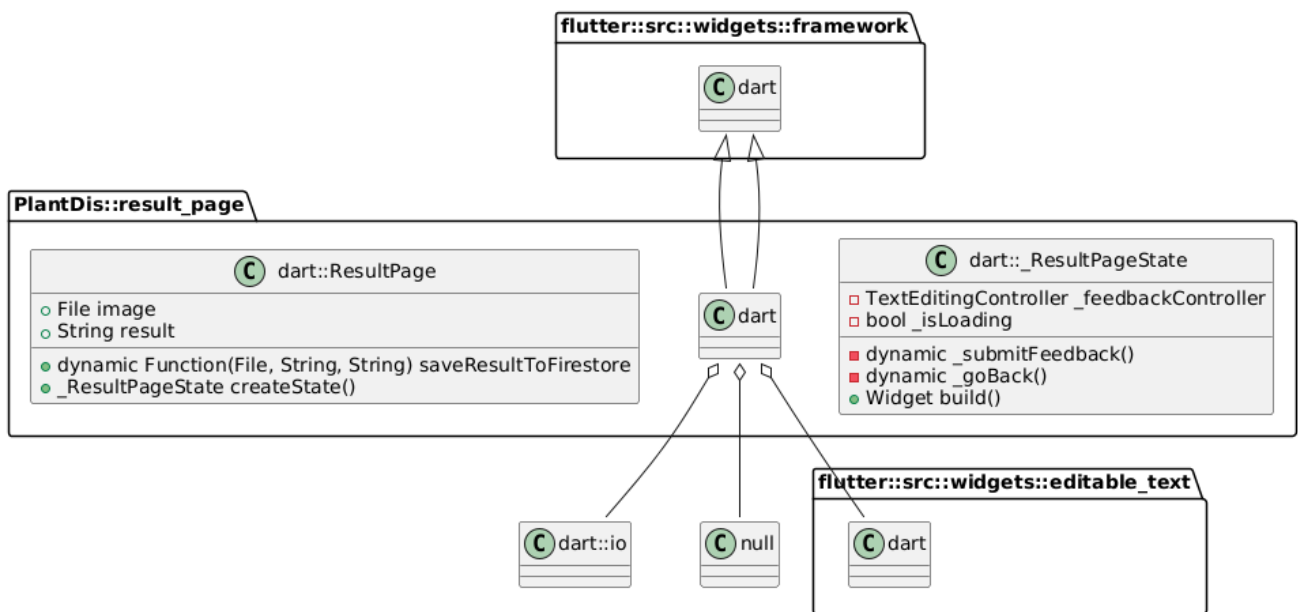 flutter::src::widgets::framework
C dart
PlantDis::result_page
C dart::ResultPage
File image
String result
dynamic Function(File, String, String) saveResultToFirestore
_ResultPageState createState()
C dart
C dart::_ResultPageState
TextEditingController _feedbackController
bool _isLoading
dynamic _submitFeedback()
dynamic _goBack()
Widget build()
flutter::src::widgets::editable_text
C dart::io
C null
C dart